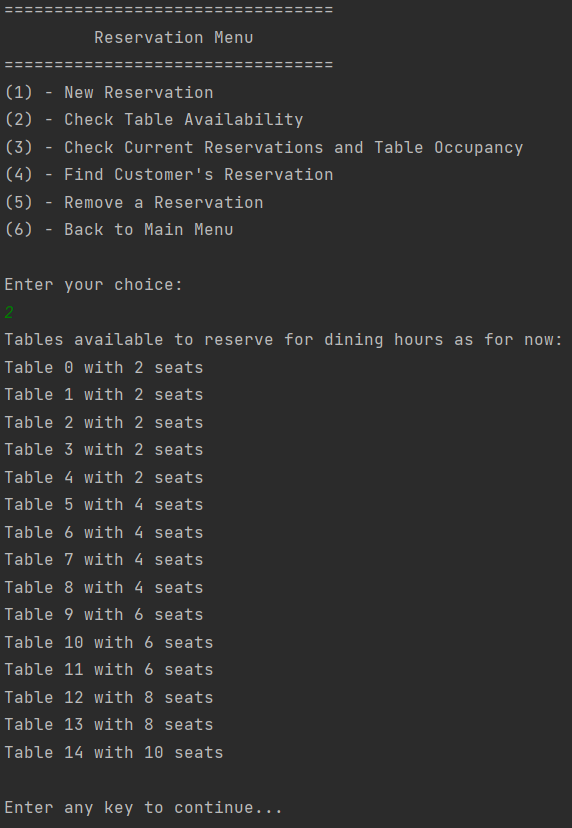 =================================
Reservation Menu
=================================
(1) - New Reservation
(2) - Check Table Availability
(3) - Check Current Reservations and Table Occupancy
(4) - Find Customer's Reservation
(5) - Remove a Reservation
(6) - Back to Main Menu
Enter your choice:
2
Tables available to reserve for dining hours as for now:
Table 0 with 2 seats
Table 1 with 2 seats
Table 2 with 2 seats
Table 3 with 2 seats
Table 4 with 2 seats
Table 5 with 4 seats
Table 6 with 4 seats
Table 7 with 4 seats
Table 8 with 4 seats
Table 9 with 6 seats
Table 10 with 6 seats
Table 11 with 6 seats
Table 12 with 8 seats
Table 13 with 8 seats
Table 14 with 10 seats
Enter any key to continue...